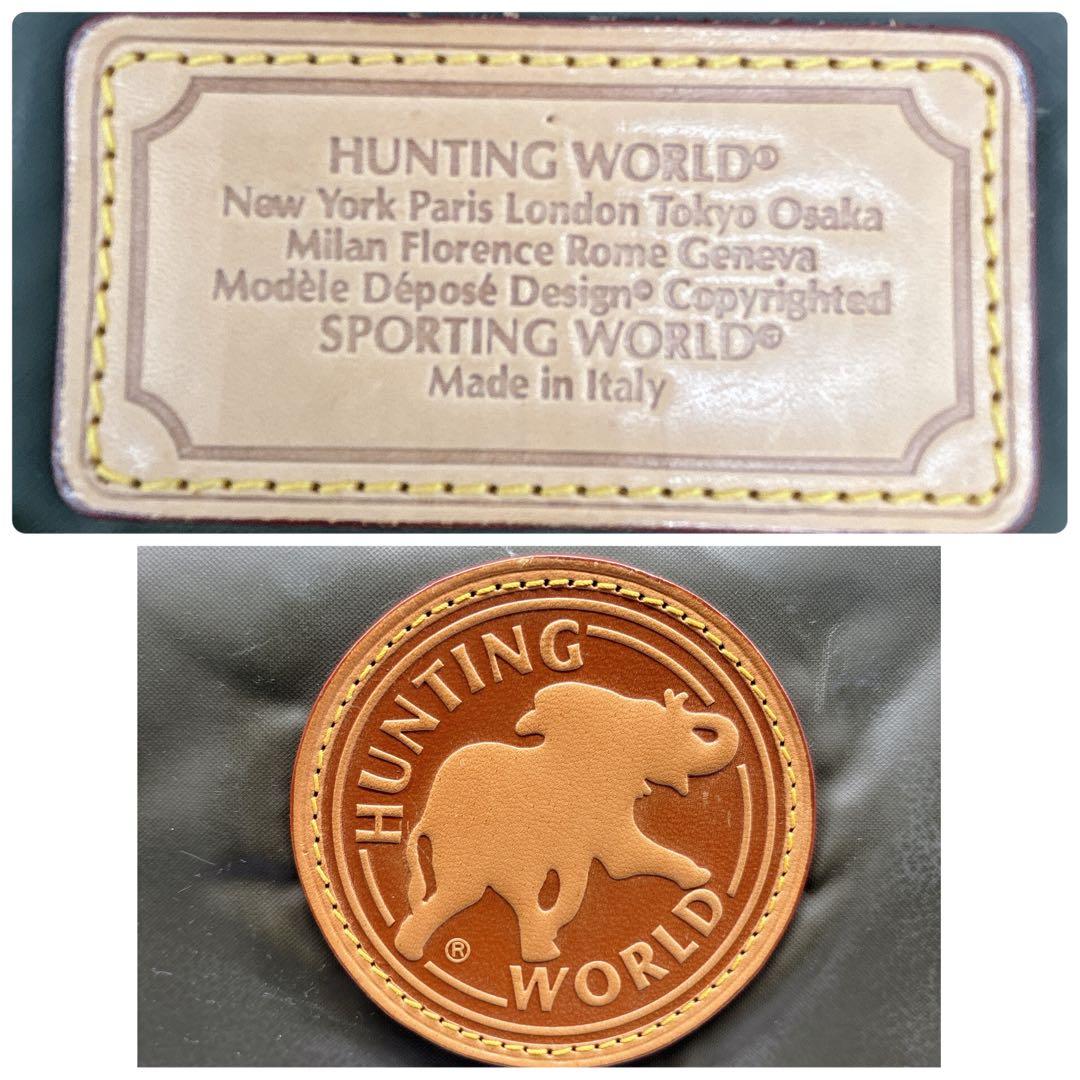 HUNTING WORLD®
New York Paris London Tokyo Osaka
Milan Florence Rome Geneva
Modèle Déposé Design® Copyrighted
SPORTING WORLD®
Made in Italy
HUNTING
WORLD
®